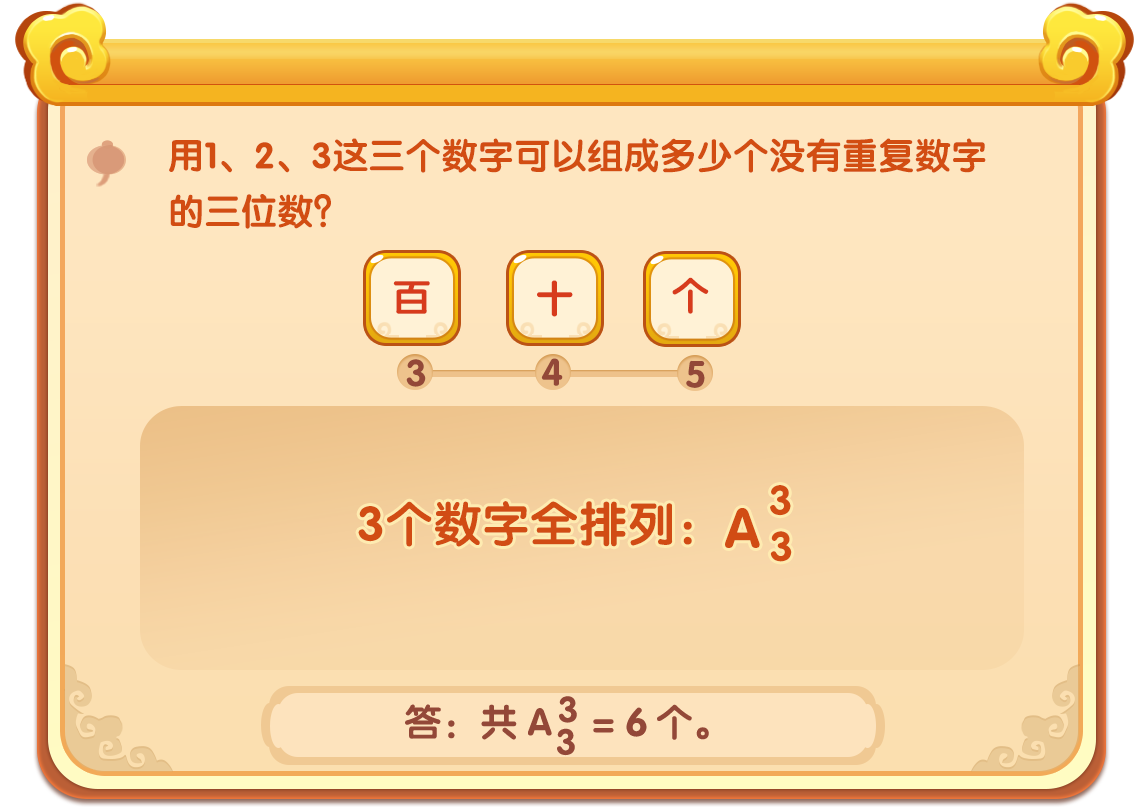 用1、2、3这三个数字可以组成多少个没有重复数字
的三位数?
百 十 个
3 4 5
3个数字全排列：A 3 3
答：共 A 3 3 = 6 个。